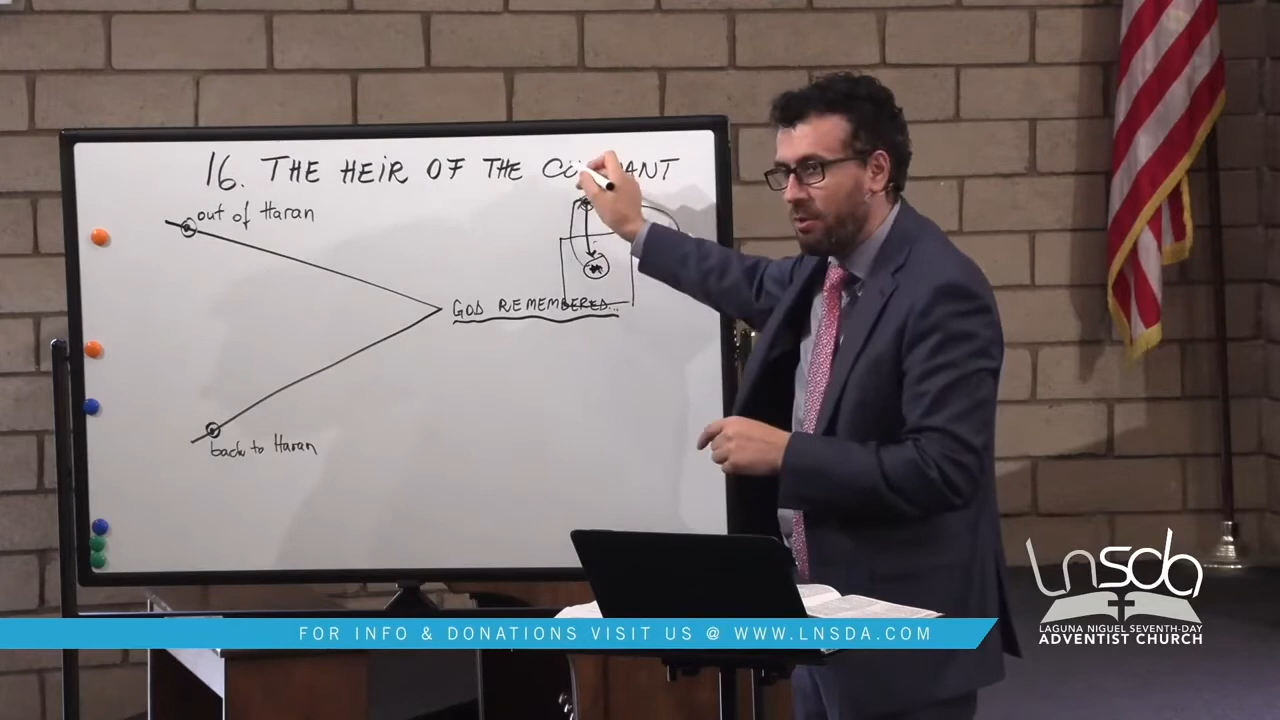 16. THE HEIR OF THE
out of Haran
GOD REMEMBERED...
back to Haran
FOR INFO & DONATIONS VISIT US @ WWW.LNSDA.COM
LnSDA
LAGUNA NIGUEL SEVENTH-DAY
ADVENTIST CHURCH